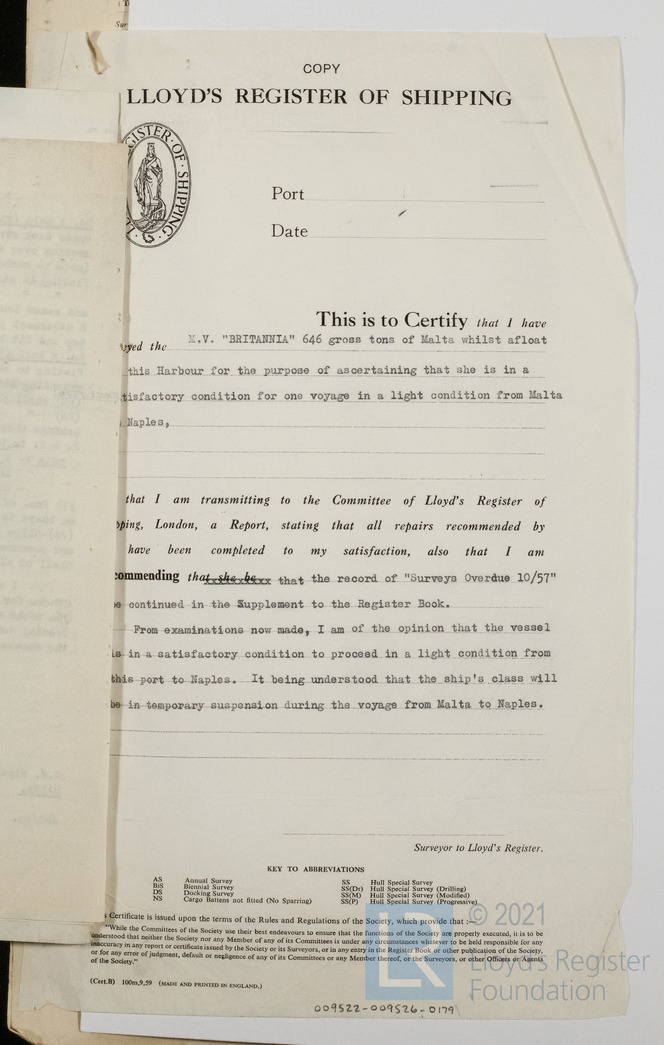 COPY
LLOYD'S REGISTER OF SHIPPING
Port
Date
This is to Certify that I have
yed the M.V. "BRITANNIA" 646 gross tons of Malta whilst afloat
this Harbour for the purpose of ascertaining that she is in a
tisfactory condition for one voyage in a light condition from Malta
Naples,
that I am transmitting to the Committee of Lloyd's Register of
ping, London, a Report, stating that all repairs recommended by
have been completed to my satisfaction, also that I am
commending that she be xx that the record of "Surveys Overdue 10/57"
be continued in the Supplement to the Register Book.
From examinations now made, I am of the opinion that the vessel
is in a satisfactory condition to proceed in a light condition from
this port to Naples. It being understood that the ship's class will
be in temporary suspension during the voyage from Malta to Naples.
Surveyor to Lloyd's Register.
KEY TO ABBREVIATIONS
AS Annual Survey SS Hull Special Survey
BiS Biennial Survey SS(Dr) Hull Special Survey (Drilling)
DS Docking Survey SS(M) Hull Special Survey (Modified)
NS Cargo Battens not fitted (No Sparring) SS(P) Hull Special Survey (Progressive)
s Certificate is issued upon the terms of the Rules and Regulations of the Society, which provide that :—
"While the Committees of the Society use their best endeavours to ensure that the functions of the Society are properly executed, it is to be
understood that neither the Society nor any Member of any of its Committees is under any circumstances whatever to be held responsible for any
inaccuracy in any report or certificate issued by the Society or its Surveyors, or in any entry in the Register Book or other publication of the Society,
or for any error of judgment, default or negligence of any of its Committees or any Member thereof, or the Surveyors, or other Officers or Agents
of the Society."
(Cert.B) 100m,9,59 (MADE AND PRINTED IN ENGLAND.)
009522-009526-0179
© 2021
Lloyd's Register
Foundation